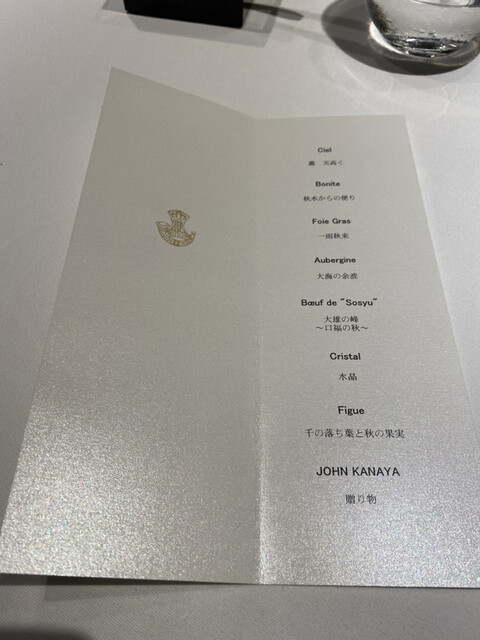 Ciel
天高く
Bonite
秋水からの便り
Foie Gras
一雨秋来
Aubergine
大海の余波
Bœuf de "Sosyu"
大雄の峰
～口福の秋～
Cristal
水晶
Figue
千の落ち葉と秋の果実
JOHN KANAYA
贈り物